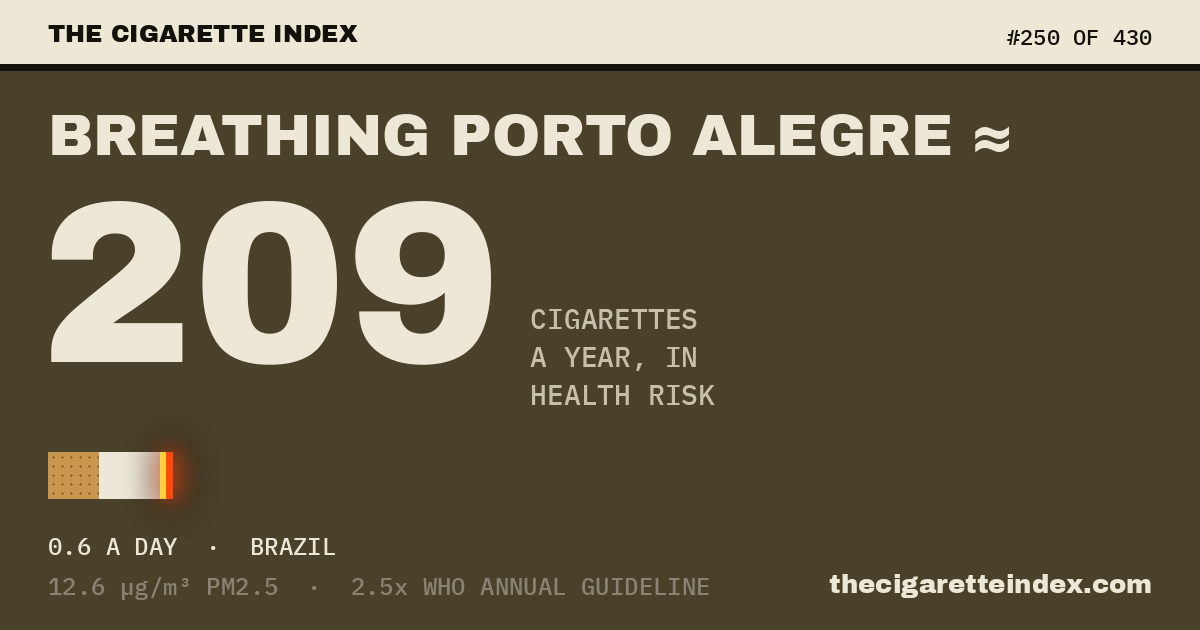 THE CIGARETTE INDEX
#250 OF 430
BREATHING PORTO ALEGRE ≈
209
CIGARETTES
A YEAR, IN
HEALTH RISK
0.6 A DAY · BRAZIL
12.6 µg/m³ PM2.5 · 2.5x WHO ANNUAL GUIDELINE
thecigaretteindex.com